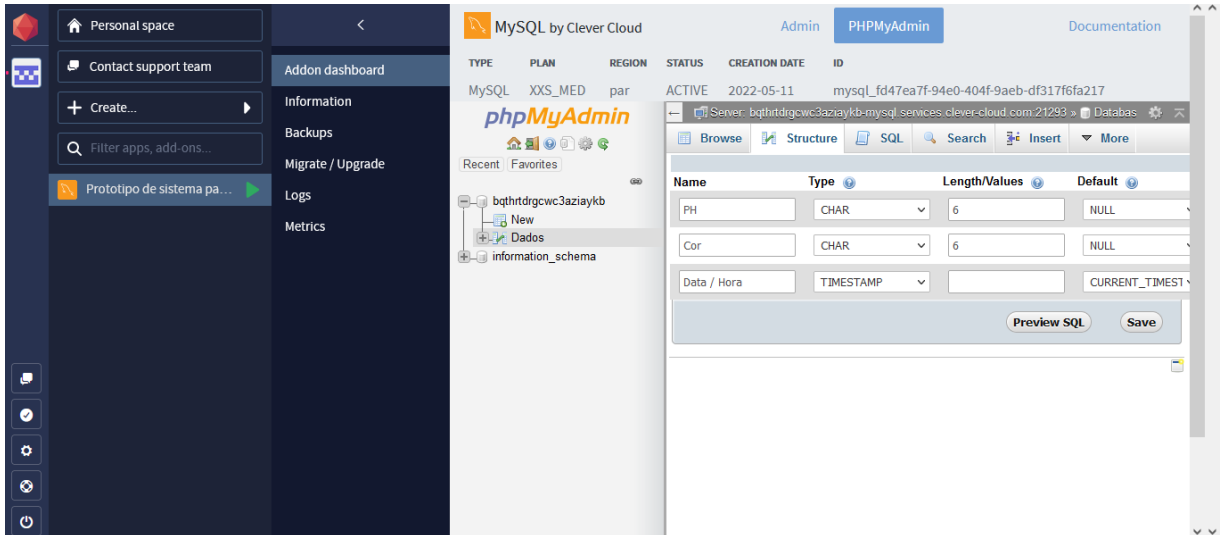 Personal space
Contact support team
Create...
Filter apps, add-ons...
Prototipo de sistema pa...
Addon dashboard
Information
Backups
Migrate / Upgrade
Logs
Metrics
MySQL by Clever Cloud
Admin
PHPMyAdmin
Documentation
TYPE PLAN REGION STATUS CREATION DATE ID
MySQL XXS_MED par ACTIVE 2022-05-11 mysql_fd47ea7f-94e0-404f-9aeb-df317f6fa217
phpMyAdmin
Recent Favorites
bqthrtdrgcwc3aziaykb
New
Dados
information_schema
Server: bqthrtdrgcwc3aziaykb-mysql.services.clever-cloud.com:21293 » Databas
Browse Structure SQL Search Insert More
Name Type Length/Values Default
PH CHAR 6 NULL
Cor CHAR 6 NULL
Data / Hora TIMESTAMP CURRENT_TIMEST
Preview SQL Save